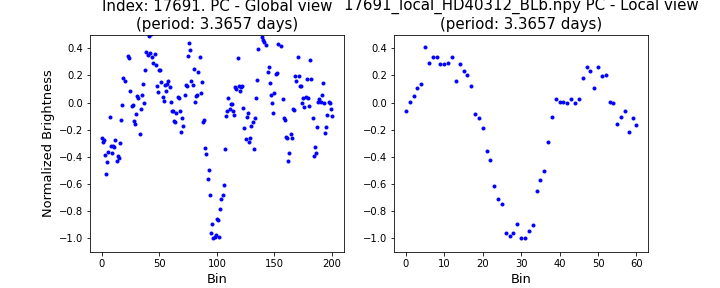 Index: 17691. PC - Global view
(period: 3.3657 days)
17691_local_HD40312_BLb.npy PC - Local view
(period: 3.3657 days)
Normalized Brightness
0.4
0.2
0.0
−0.2
−0.4
−0.6
−0.8
−1.0
0 50 100 150 200
Bin
0.4
0.2
0.0
−0.2
−0.4
−0.6
−0.8
−1.0
0 10 20 30 40 50 60
Bin